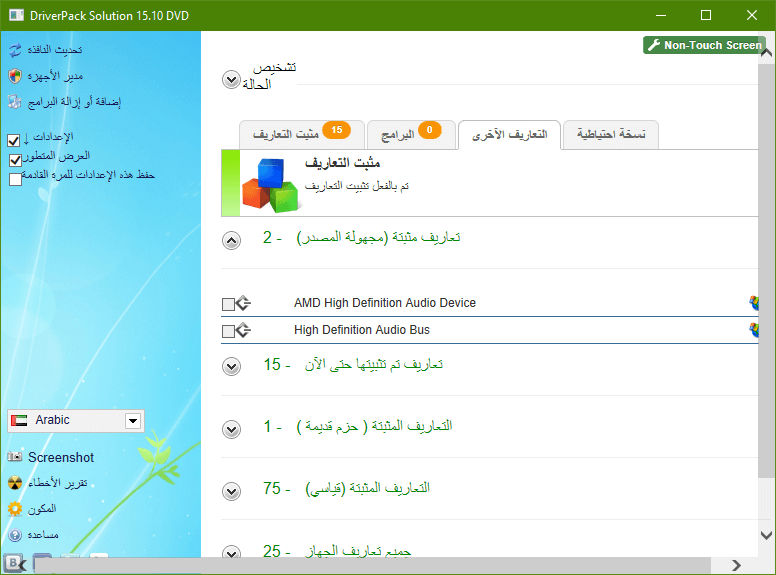 DriverPack Solution 15.10 DVD
Non-Touch Screen
تحديث النافذة
مدير الأجهزة
إضافة أو إزالة البرامج
الإعدادات ↓
العرض المتطور
حفظ هذه الإعدادات للمره القادمة
Arabic
Screenshot
تقرير الأخطاء
المكون
مساعدة
B
تشخيص
الحالة
مثبت التعاريف 15
البرامج 0
التعاريف الآخرى
نسخة احتياطية
مثبت التعاريف
تم بالفعل تثبيت التعاريف
تعاريف مثبتة (مجهولة المصدر) - 2
AMD High Definition Audio Device
High Definition Audio Bus
تعاريف تم تثبيتها حتى الآن - 15
التعاريف المثبتة ( حزم قديمة ) - 1
التعاريف المثبتة (قياسي) - 75
جميع تعاريف الجهاز - 25